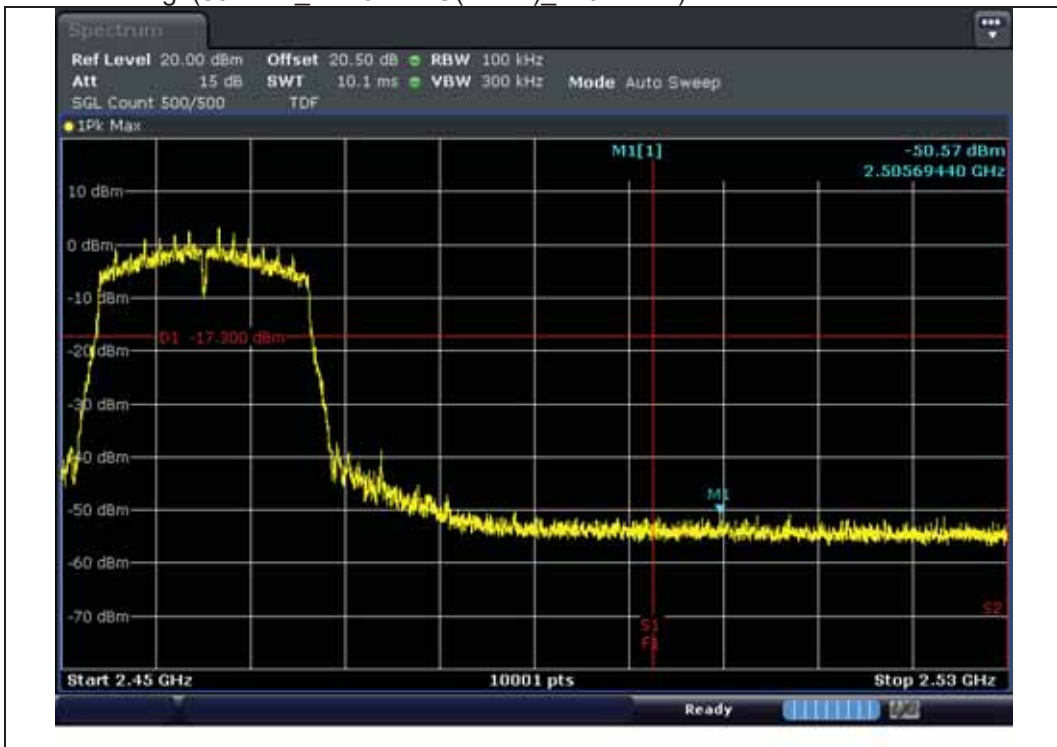 Spectrum
Ref Level 20.00 dBm Offset 20.50 dB RBW 100 kHz
Att 15 dB SWT 10.1 ms VBW 300 kHz Mode Auto Sweep
SGL Count 500/500 TDF
1Pk Max
M1[1] -50.57 dBm
2.50569440 GHz
10 dBm
0 dBm
-10 dBm
D1 -17.300 dBm
-20 dBm
-30 dBm
-40 dBm
M1
-50 dBm
-60 dBm
-70 dBm
S1
S2
F1
Start 2.45 GHz 10001 pts Stop 2.53 GHz
Ready